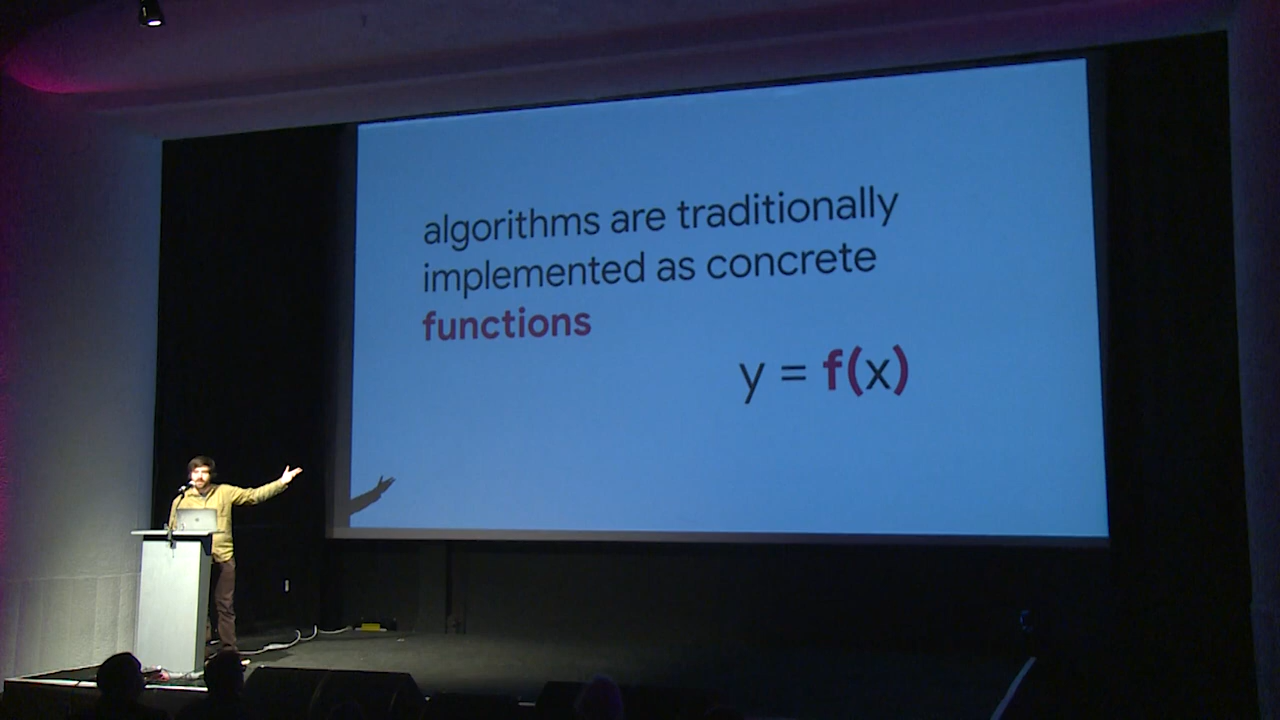 algorithms are traditionally
implemented as concrete
functions
y = f(x)